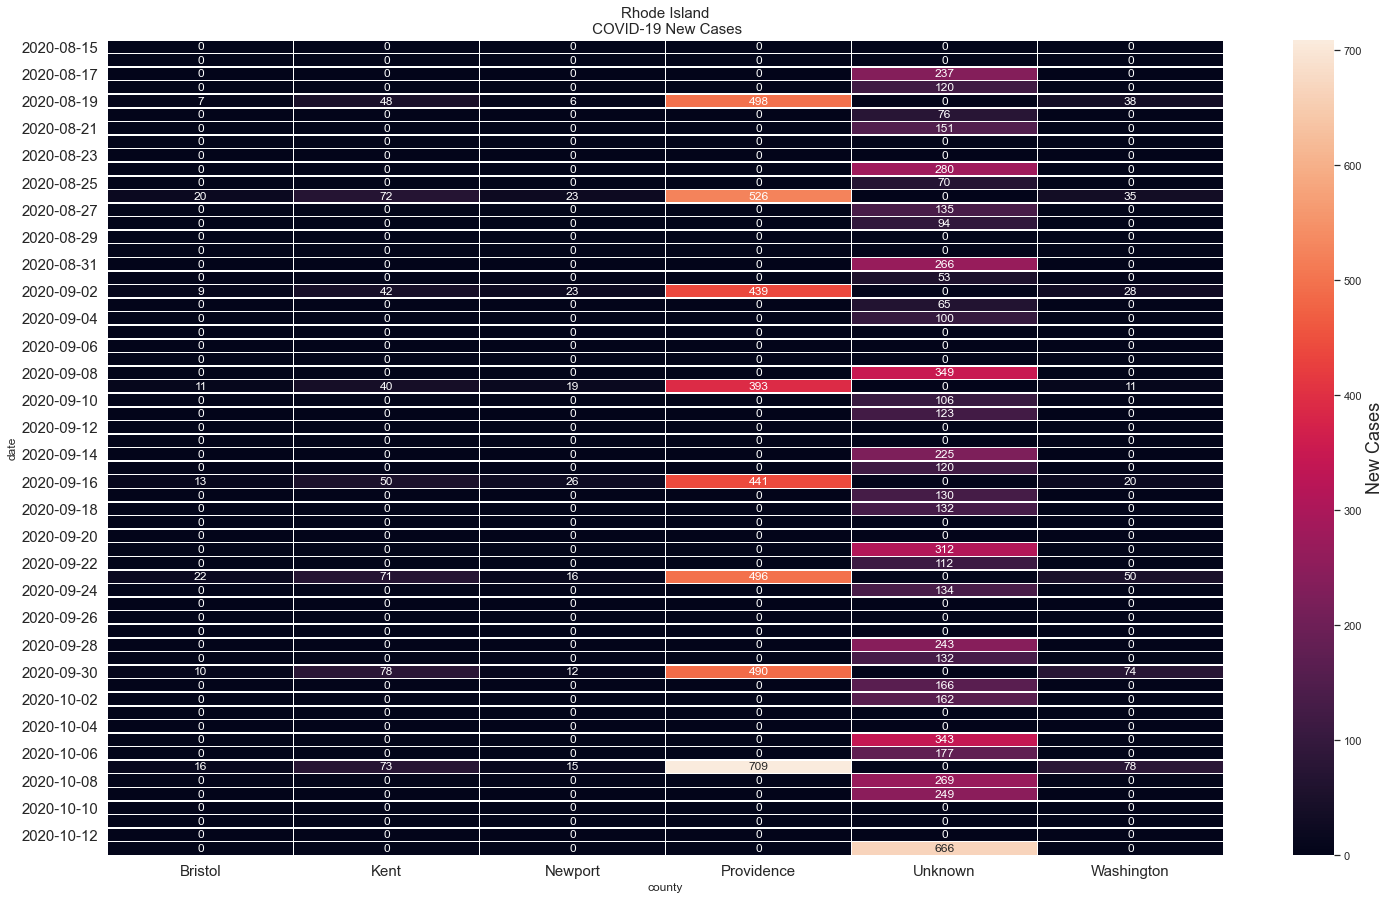 Rhode Island
COVID-19 New Cases
2020-08-15 0 0 0 0 0 0
0 0 0 0 0 0
2020-08-17 0 0 0 0 237 0
0 0 0 0 120 0
2020-08-19 7 48 6 498 0 38
0 0 0 0 76 0
2020-08-21 0 0 0 0 151 0
0 0 0 0 0 0
2020-08-23 0 0 0 0 0 0
0 0 0 0 280 0
2020-08-25 0 0 0 0 70 0
20 72 23 526 0 35
2020-08-27 0 0 0 0 135 0
0 0 0 0 94 0
2020-08-29 0 0 0 0 0 0
0 0 0 0 0 0
2020-08-31 0 0 0 0 266 0
0 0 0 0 53 0
2020-09-02 9 42 23 439 0 28
0 0 0 0 65 0
2020-09-04 0 0 0 0 100 0
0 0 0 0 0 0
2020-09-06 0 0 0 0 0 0
0 0 0 0 0 0
2020-09-08 0 0 0 0 349 0
11 40 19 393 0 11
2020-09-10 0 0 0 0 106 0
0 0 0 0 123 0
2020-09-12 0 0 0 0 0 0
0 0 0 0 0 0
2020-09-14 0 0 0 0 225 0
0 0 0 0 120 0
2020-09-16 13 50 26 441 0 20
0 0 0 0 130 0
2020-09-18 0 0 0 0 132 0
0 0 0 0 0 0
2020-09-20 0 0 0 0 0 0
0 0 0 0 312 0
2020-09-22 0 0 0 0 112 0
22 71 16 496 0 50
2020-09-24 0 0 0 0 134 0
0 0 0 0 0 0
2020-09-26 0 0 0 0 0 0
0 0 0 0 0 0
2020-09-28 0 0 0 0 243 0
0 0 0 0 132 0
2020-09-30 10 78 12 490 0 74
0 0 0 0 166 0
2020-10-02 0 0 0 0 162 0
0 0 0 0 0 0
2020-10-04 0 0 0 0 0 0
0 0 0 0 343 0
2020-10-06 0 0 0 0 177 0
16 73 15 709 0 78
2020-10-08 0 0 0 0 269 0
0 0 0 0 249 0
2020-10-10 0 0 0 0 0 0
0 0 0 0 0 0
2020-10-12 0 0 0 0 0 0
0 0 0 0 666 0
date
Bristol Kent Newport Providence Unknown Washington
county
700
600
500
400
300
200
100
0
New Cases